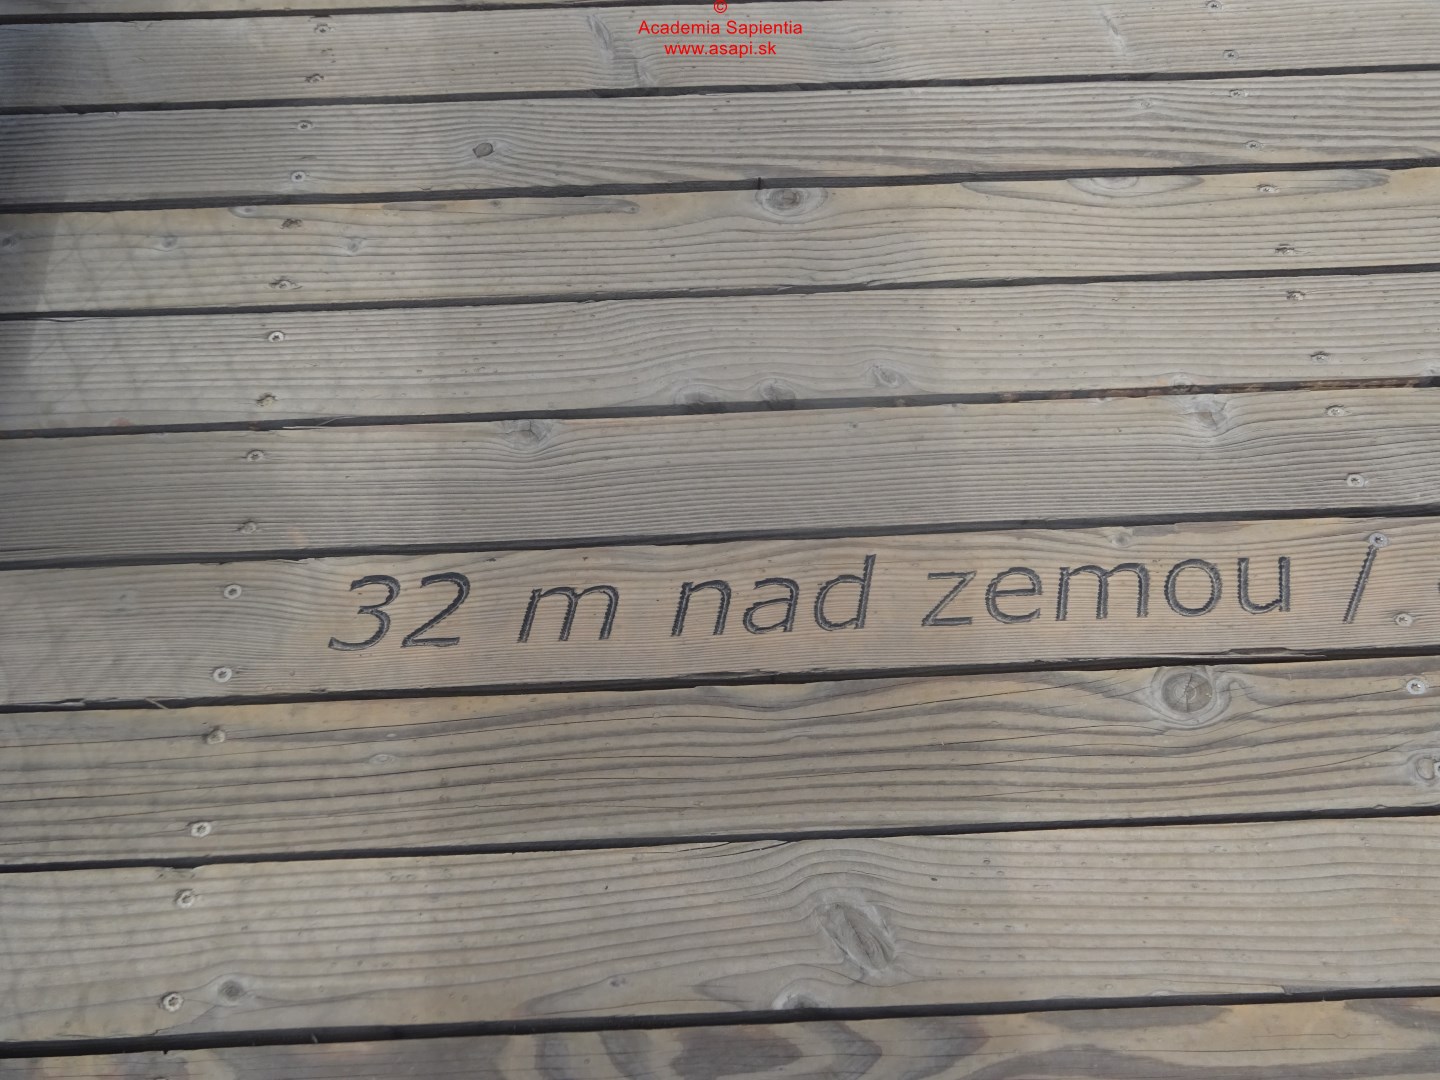 ©
Academia Sapientia
www.asapi.sk
32 m nad zemou /